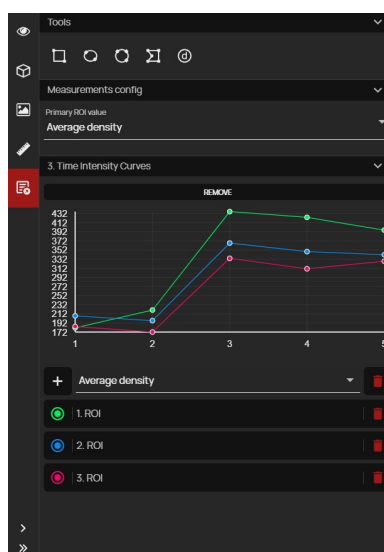 Tools
d
Measurements config
Primary ROI value
Average density
3. Time Intensity Curves
REMOVE
432
412
392
372
352
332
312
292
272
252
232
212
192
172
1 2 3 4 5
+ Average density
1. ROI
2. ROI
3. ROI